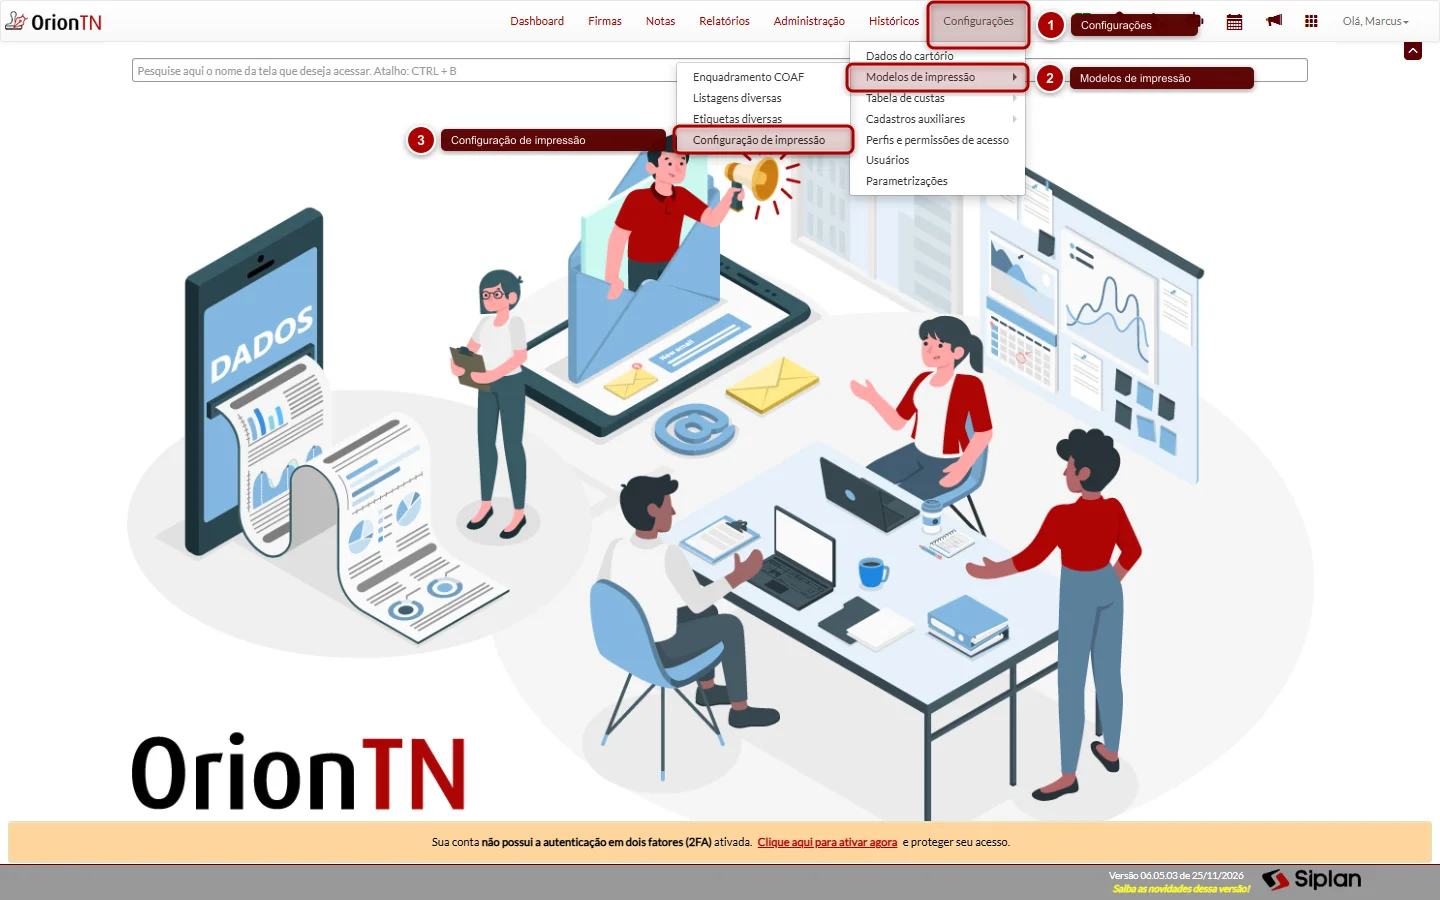 OrionTN
Dashboard
Firmas
Notas
Relatórios
Administração
Históricos
Configurações
1
Configurações
Olá, Marcus
Pesquise aqui o nome da tela que deseja acessar. Atalho: CTRL + B
Dados do cartório
Modelos de impressão
2
Modelos de impressão
Tabela de custas
Cadastros auxiliares
Perfis e permissões de acesso
Usuários
Parametrizações
Enquadramento COAF
Listagens diversas
Etiquetas diversas
Configuração de impressão
3
Configuração de impressão
DADOS
New email
@
OrionTN
Sua conta não possui a autenticação em dois fatores (2FA) ativada. Clique aqui para ativar agora e proteger seu acesso.
Versão 06.05.03 de 25/11/2026
Saiba as novidades dessa versão!
Siplan